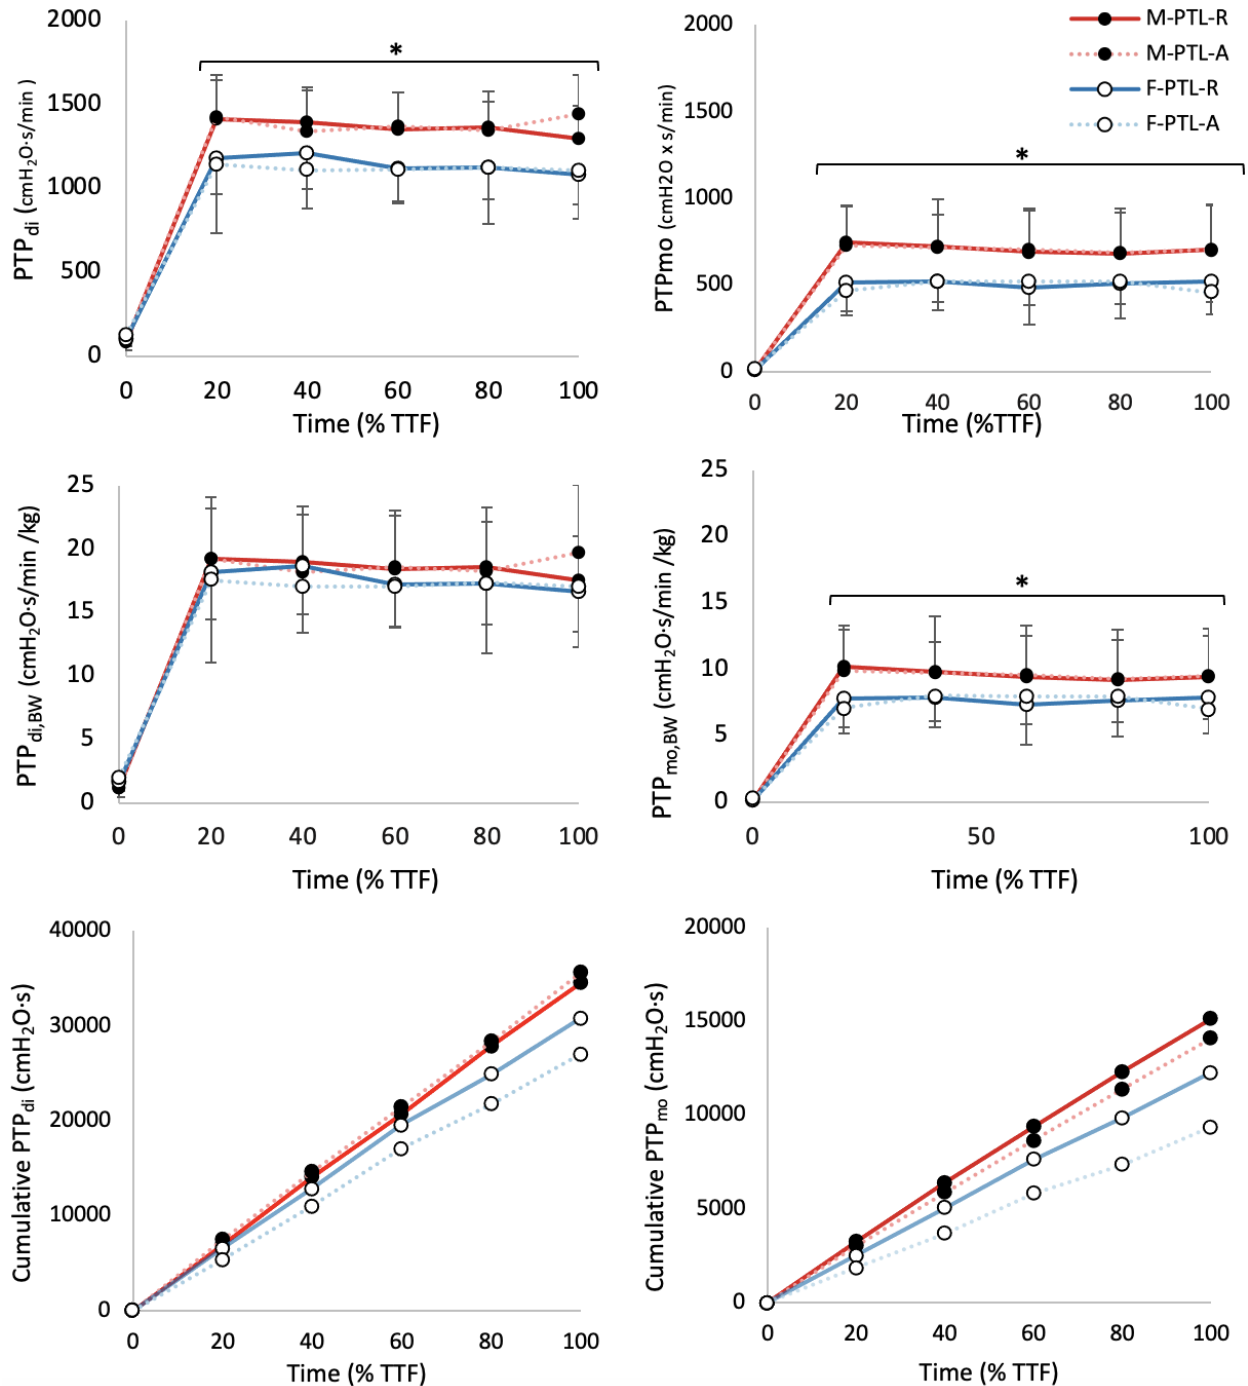 2000
1500
1000
500
0
PTPdi (cmH2O·s/min )
*
0 20 40 60 80 100
Time (% TTF)
2000
1500
1000
500
0
PTPmo (cmH2O x s/min)
*
M-PTL-R
M-PTL-A
F-PTL-R
F-PTL-A
0 20 40 60 80 100
Time (%TTF)
25
20
15
10
5
0
PTPdi,BW (cmH2O·s/min /kg)
0 20 40 60 80 100
Time (% TTF)
25
20
15
10
5
0
PTPmo,BW (cmH2O·s/min /kg)
*
0 50 100
Time (% TTF)
40000
30000
20000
10000
0
Cumulative PTPdi (cmH2O·s)
0 20 40 60 80 100
Time (% TTF)
20000
15000
10000
5000
0
Cumulative PTPmo (cmH2O·s)
0 20 40 60 80 100
Time (% TTF)